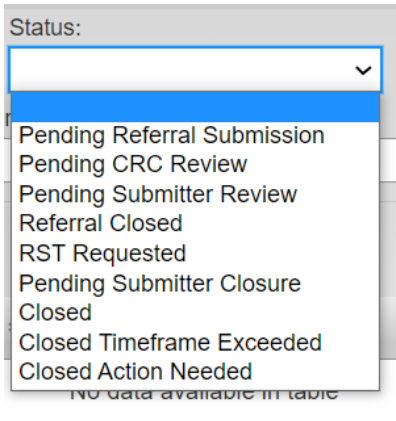 Status:
Pending Referral Submission
Pending CRC Review
Pending Submitter Review
Referral Closed
RST Requested
Pending Submitter Closure
Closed
Closed Timeframe Exceeded
Closed Action Needed
No data available in table